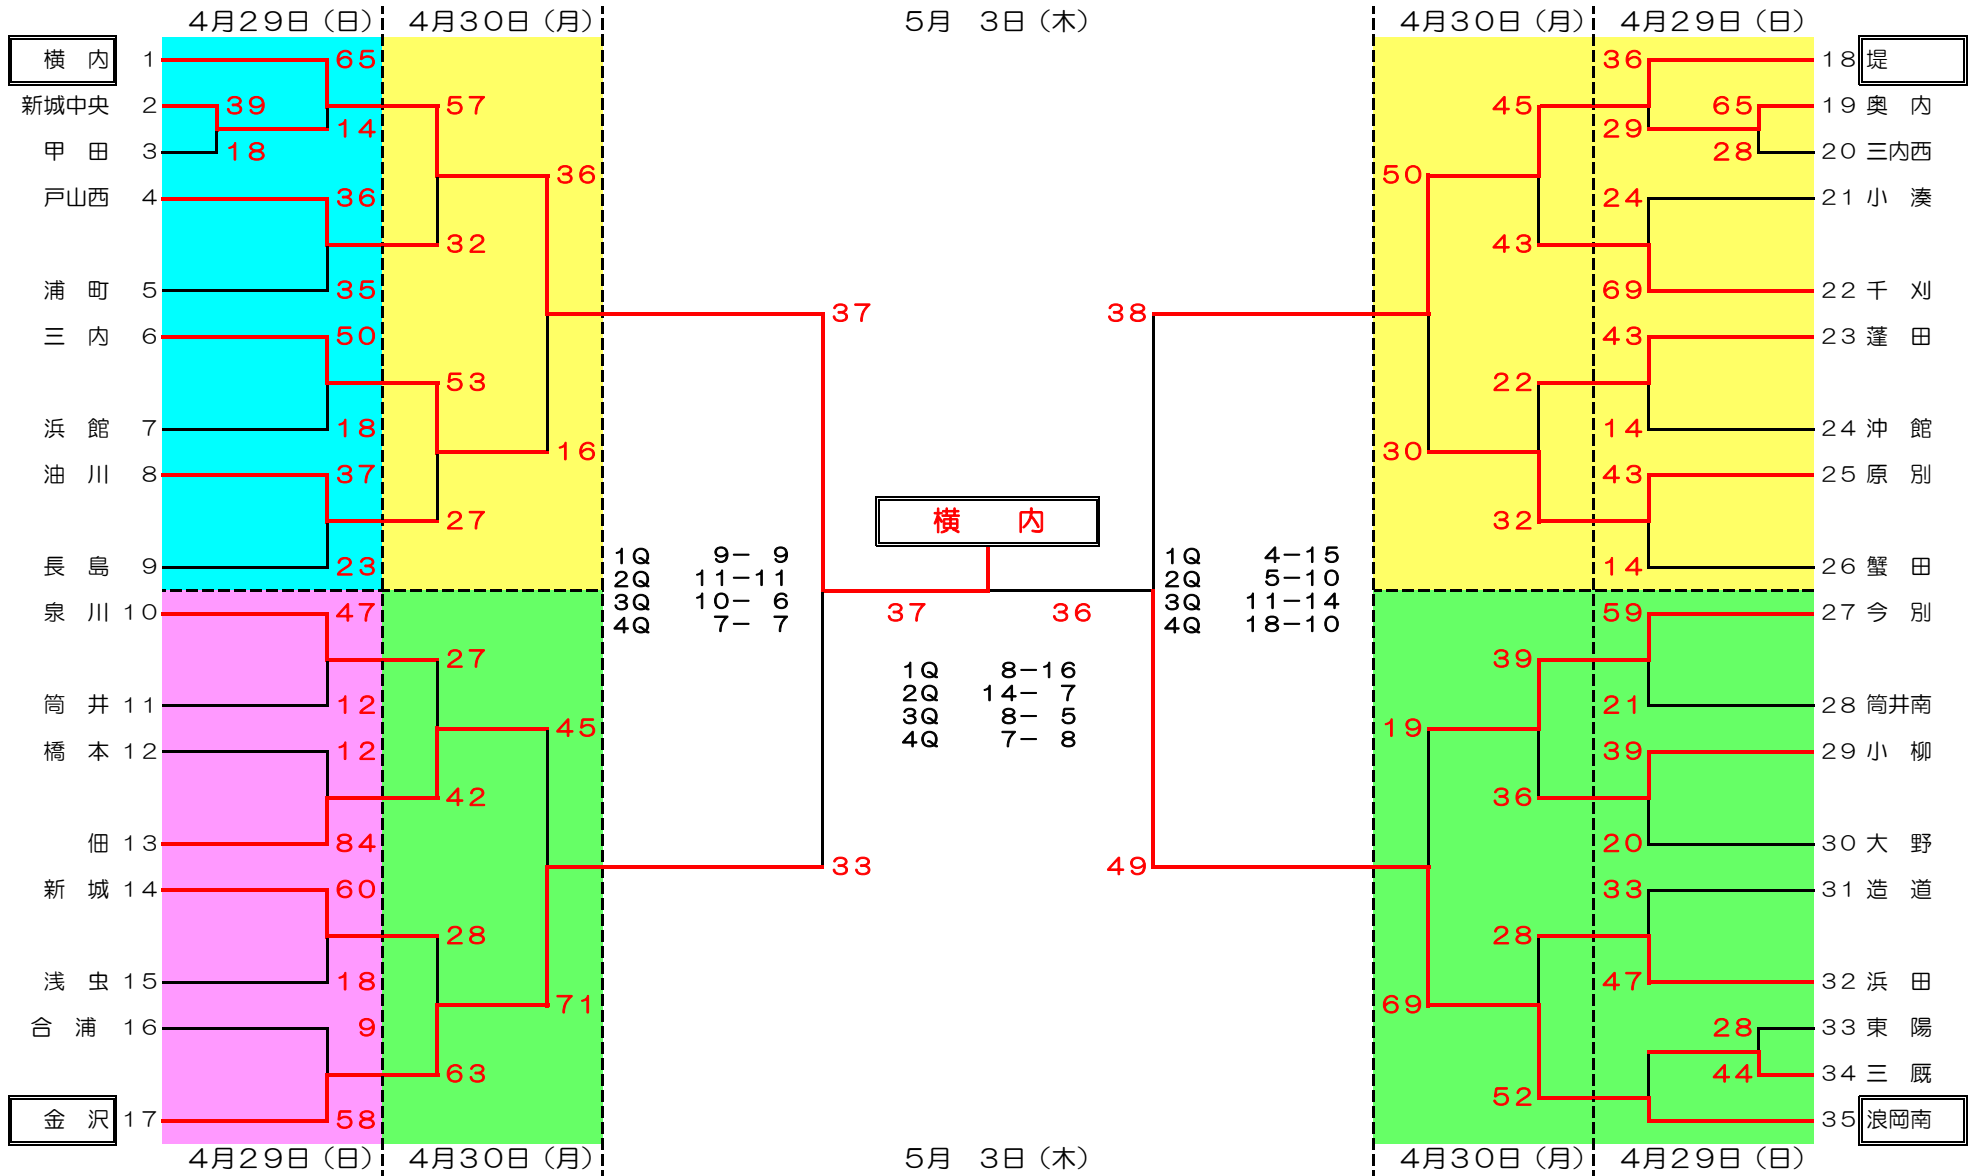 4月29日（日） 4月30日（月） 5月　3日（木） 4月30日（月） 4月29日（日）
横　内 1 65 36 18 堤
新城中央 2 39 57 45 65 19 奥　内
14 29
甲　田 3 18 28 20 三内西
36 50
戸山西 4 36 24 21 小　湊
32 43
浦　町 5 35 69 22 千　刈
37 38
三　内 6 50 43 23 蓬　田
53 22
浜　館 7 18 14 24 沖　館
16 30
油　川 8 37 43 25 原　別
27 横　内 32
1Q 9－ 9 1Q 4－15
長　島 9 23 14 26 蟹　田
2Q 11－11 2Q 5－10
3Q 10－ 6 3Q 11－14
泉　川 10 47 37 36 59 27 今　別
4Q 7－ 7 4Q 18－10
27 39
1Q 8－16
2Q 14－ 7
筒　井 11 12 21 28 筒井南
3Q 8－ 5
45 19
4Q 7－ 8
橋　本 12 12 39 29 小　柳
42 36
佃 13 84 20 30 大　野
33 49
新　城 14 60 33 31 造　道
28 28
浅　虫 15 18 47 32 浜　田
71 69
合　浦 16 9 28 33 東　陽
63 44 34 三　厩
52
金　沢 17 58 35 浪岡南
4月29日（日） 4月30日（月） 5月　3日（木） 4月30日（月） 4月29日（日）